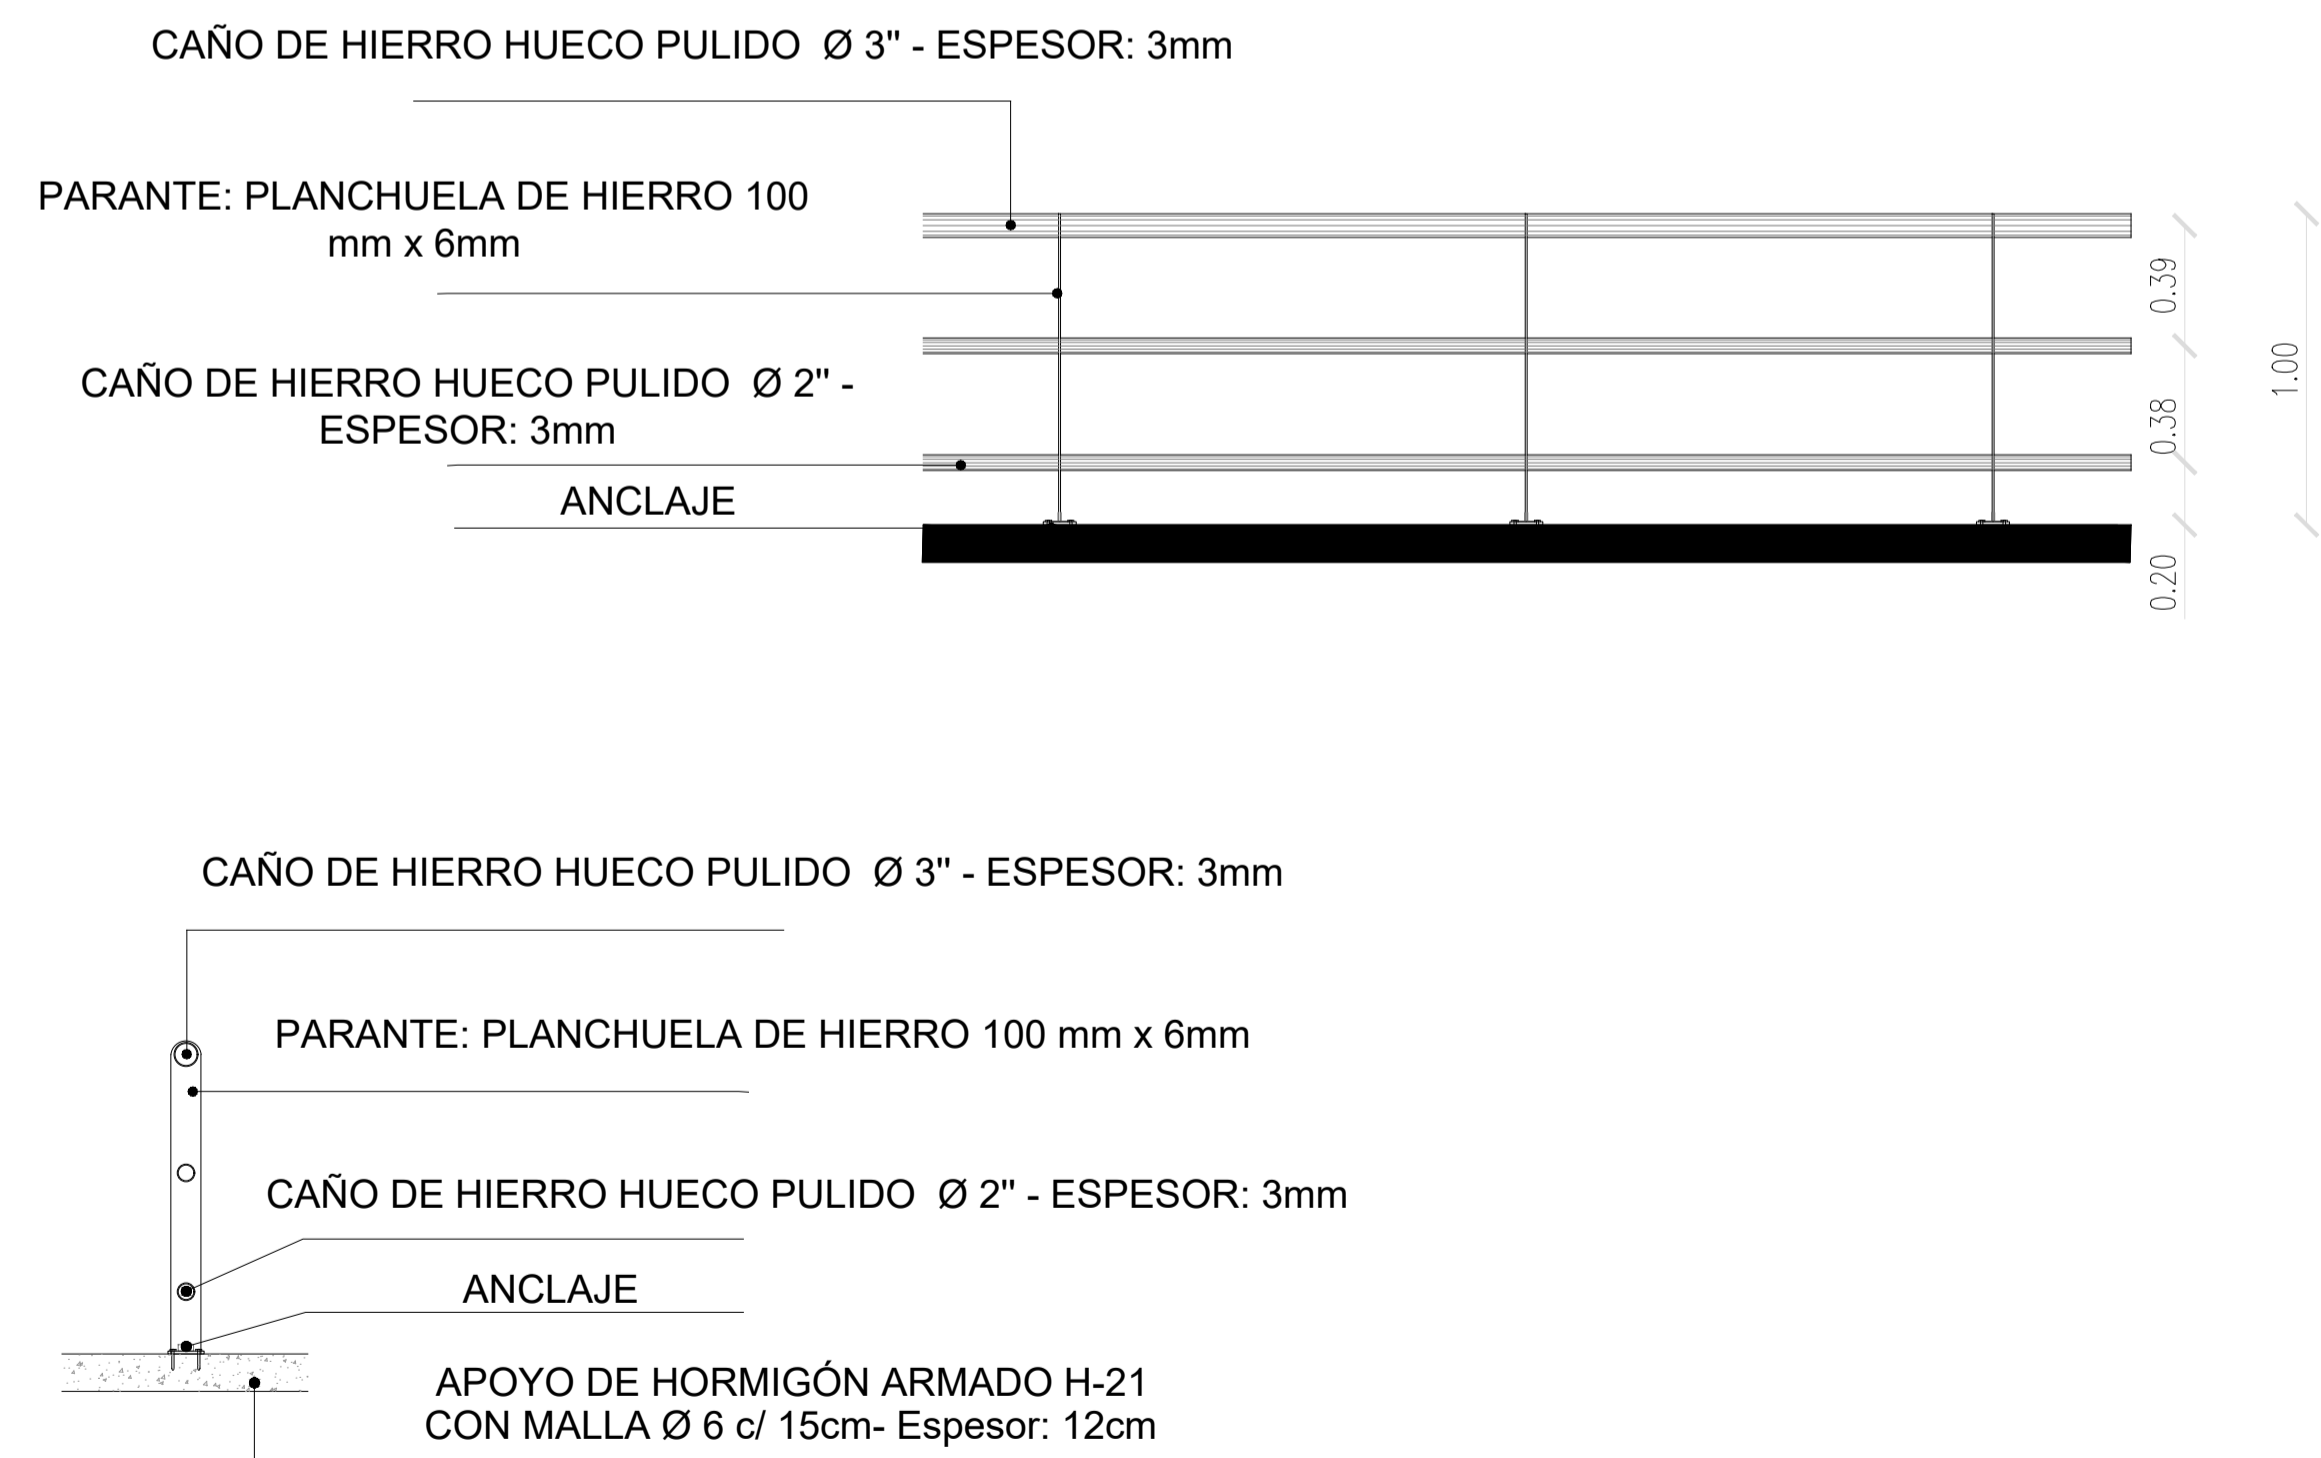 CAÑO DE HIERRO HUECO PULIDO Ø 3" - ESPESOR: 3mm
PARANTE: PLANCHUELA DE HIERRO 100
mm x 6mm
CAÑO DE HIERRO HUECO PULIDO Ø 2" -
ESPESOR: 3mm
ANCLAJE
0.39
0.38
0.20
1.00
CAÑO DE HIERRO HUECO PULIDO Ø 3" - ESPESOR: 3mm
PARANTE: PLANCHUELA DE HIERRO 100 mm x 6mm
CAÑO DE HIERRO HUECO PULIDO Ø 2" - ESPESOR: 3mm
ANCLAJE
APOYO DE HORMIGÓN ARMADO H-21
CON MALLA Ø 6 c/ 15cm- Espesor: 12cm